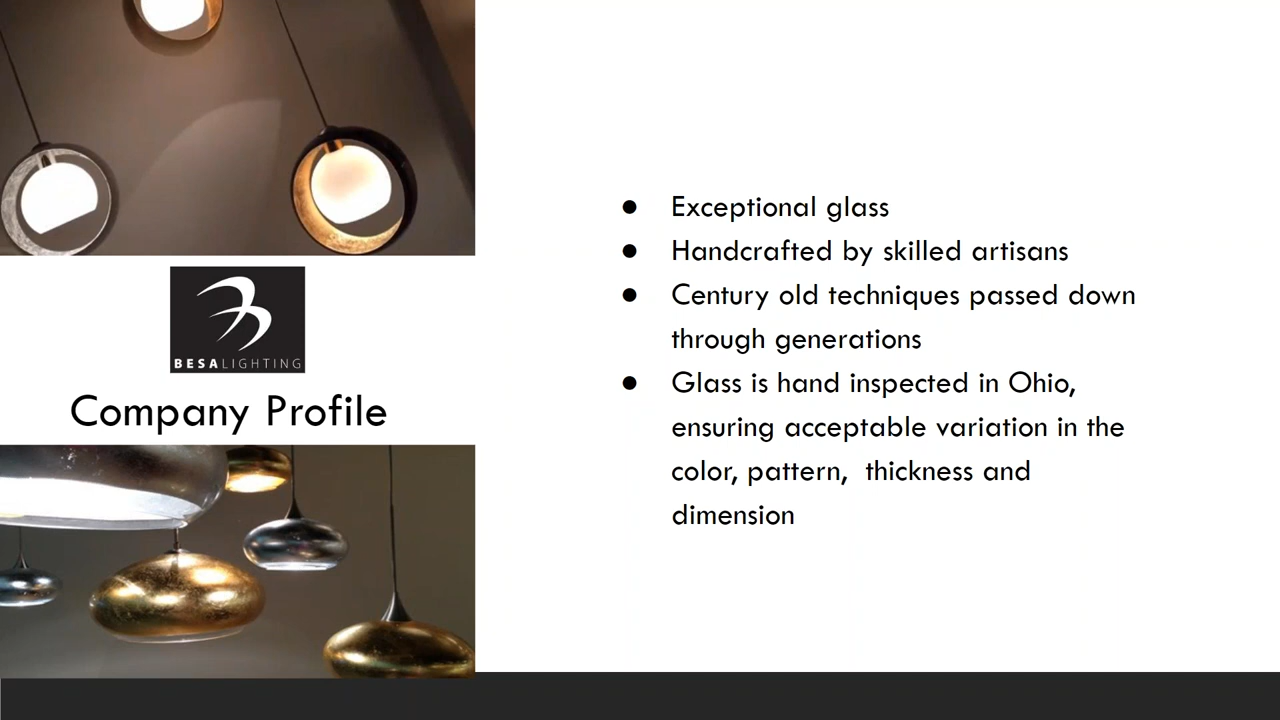 BESALIGHTING
Company Profile
● Exceptional glass
● Handcrafted by skilled artisans
● Century old techniques passed down
through generations
● Glass is hand inspected in Ohio,
ensuring acceptable variation in the
color, pattern,  thickness and
dimension